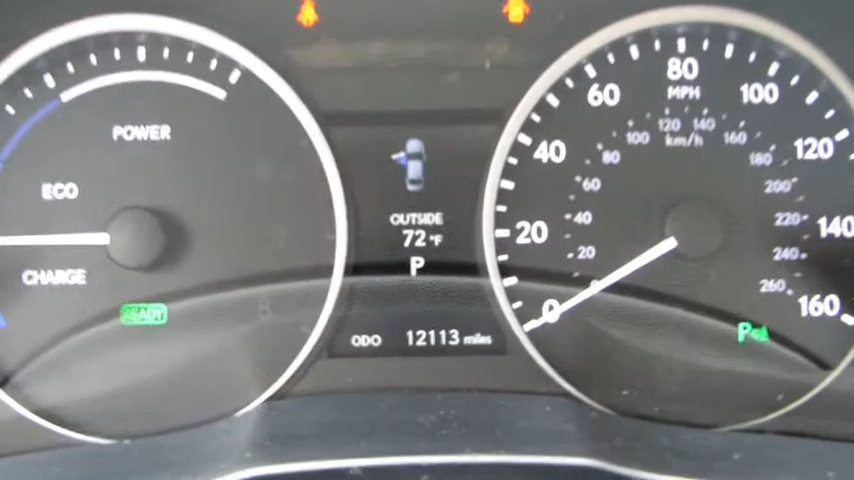 POWER
ECO
CHARGE
READY
OUTSIDE
72 °F
P
ODO 12113 miles
0
20
40
60
80
100
120
140
160
MPH
km/h
20
40
60
80
100
120
140
160
180
200
220
240
260
P